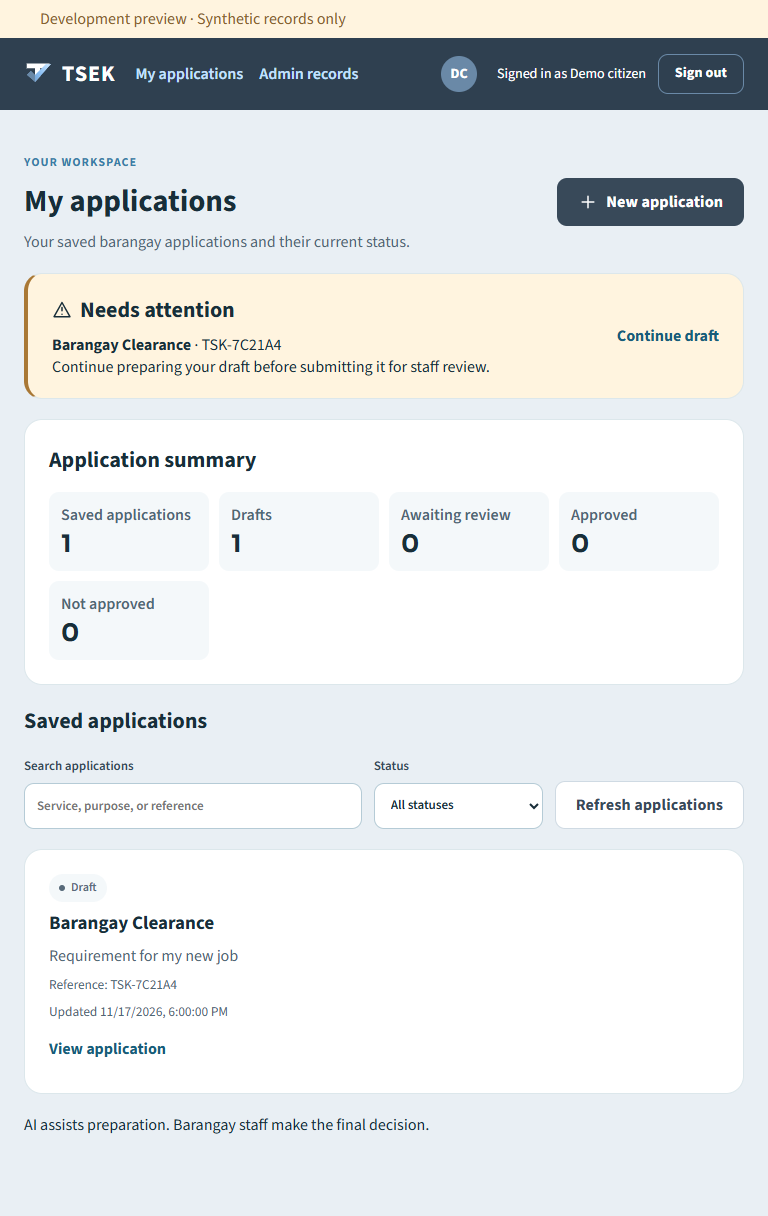 Development preview · Synthetic records only
TSEK
My applications
Admin records
DC
Signed in as Demo citizen
Sign out
YOUR WORKSPACE
My applications
New application
Your saved barangay applications and their current status.
Needs attention
Barangay Clearance · TSK-7C21A4
Continue preparing your draft before submitting it for staff review.
Continue draft
Application summary
Saved applications
1
Drafts
1
Awaiting review
0
Approved
0
Not approved
0
Saved applications
Search applications
Service, purpose, or reference
Status
All statuses
Refresh applications
Draft
Barangay Clearance
Requirement for my new job
Reference: TSK-7C21A4
Updated 11/17/2026, 6:00:00 PM
View application
AI assists preparation. Barangay staff make the final decision.